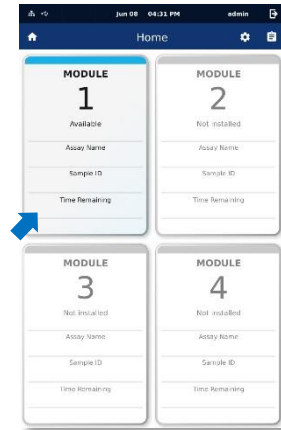 Jun 08 04:31 PM admin
Home
MODULE
1
Available
Assay Name
Sample ID
Time Remaining
MODULE
2
Not installed
Assay Name
Sample ID
Time Remaining
MODULE
3
Not installed
Assay Name
Sample ID
Time Remaining
MODULE
4
Not installed
Assay Name
Sample ID
Time Remaining